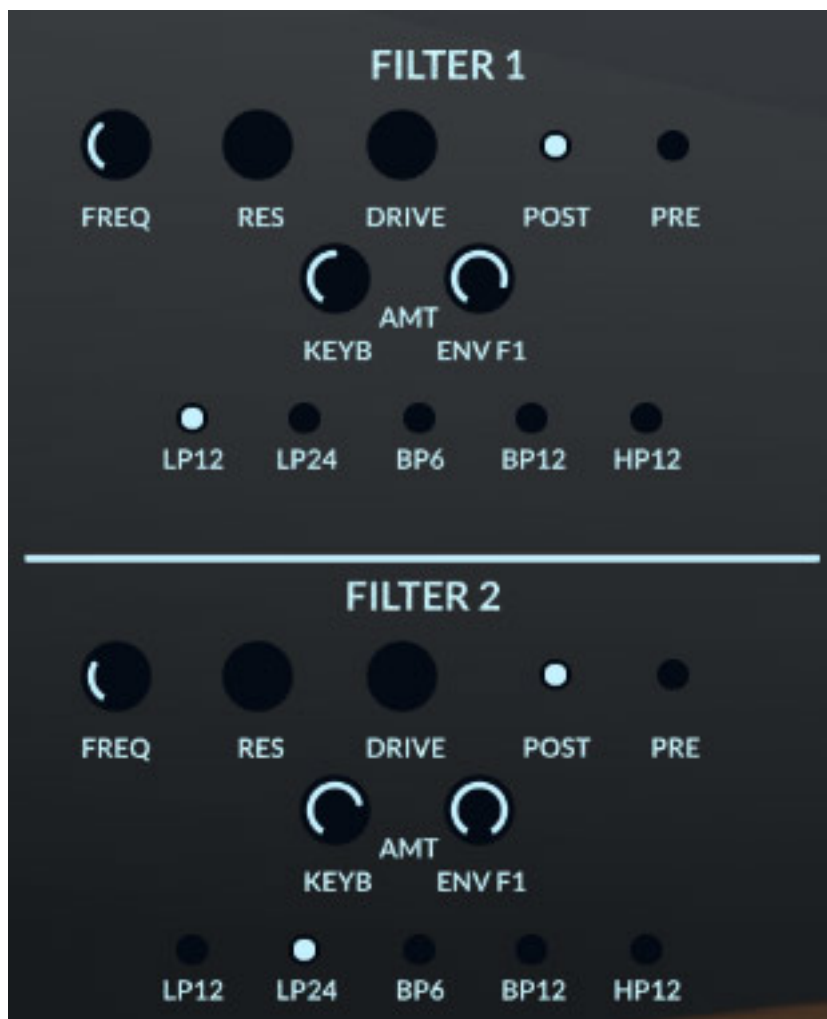 FILTER 1
FREQ RES DRIVE POST PRE
AMT
KEYB ENV F1
LP12 LP24 BP6 BP12 HP12
FILTER 2
FREQ RES DRIVE POST PRE
AMT
KEYB ENV F1
LP12 LP24 BP6 BP12 HP12